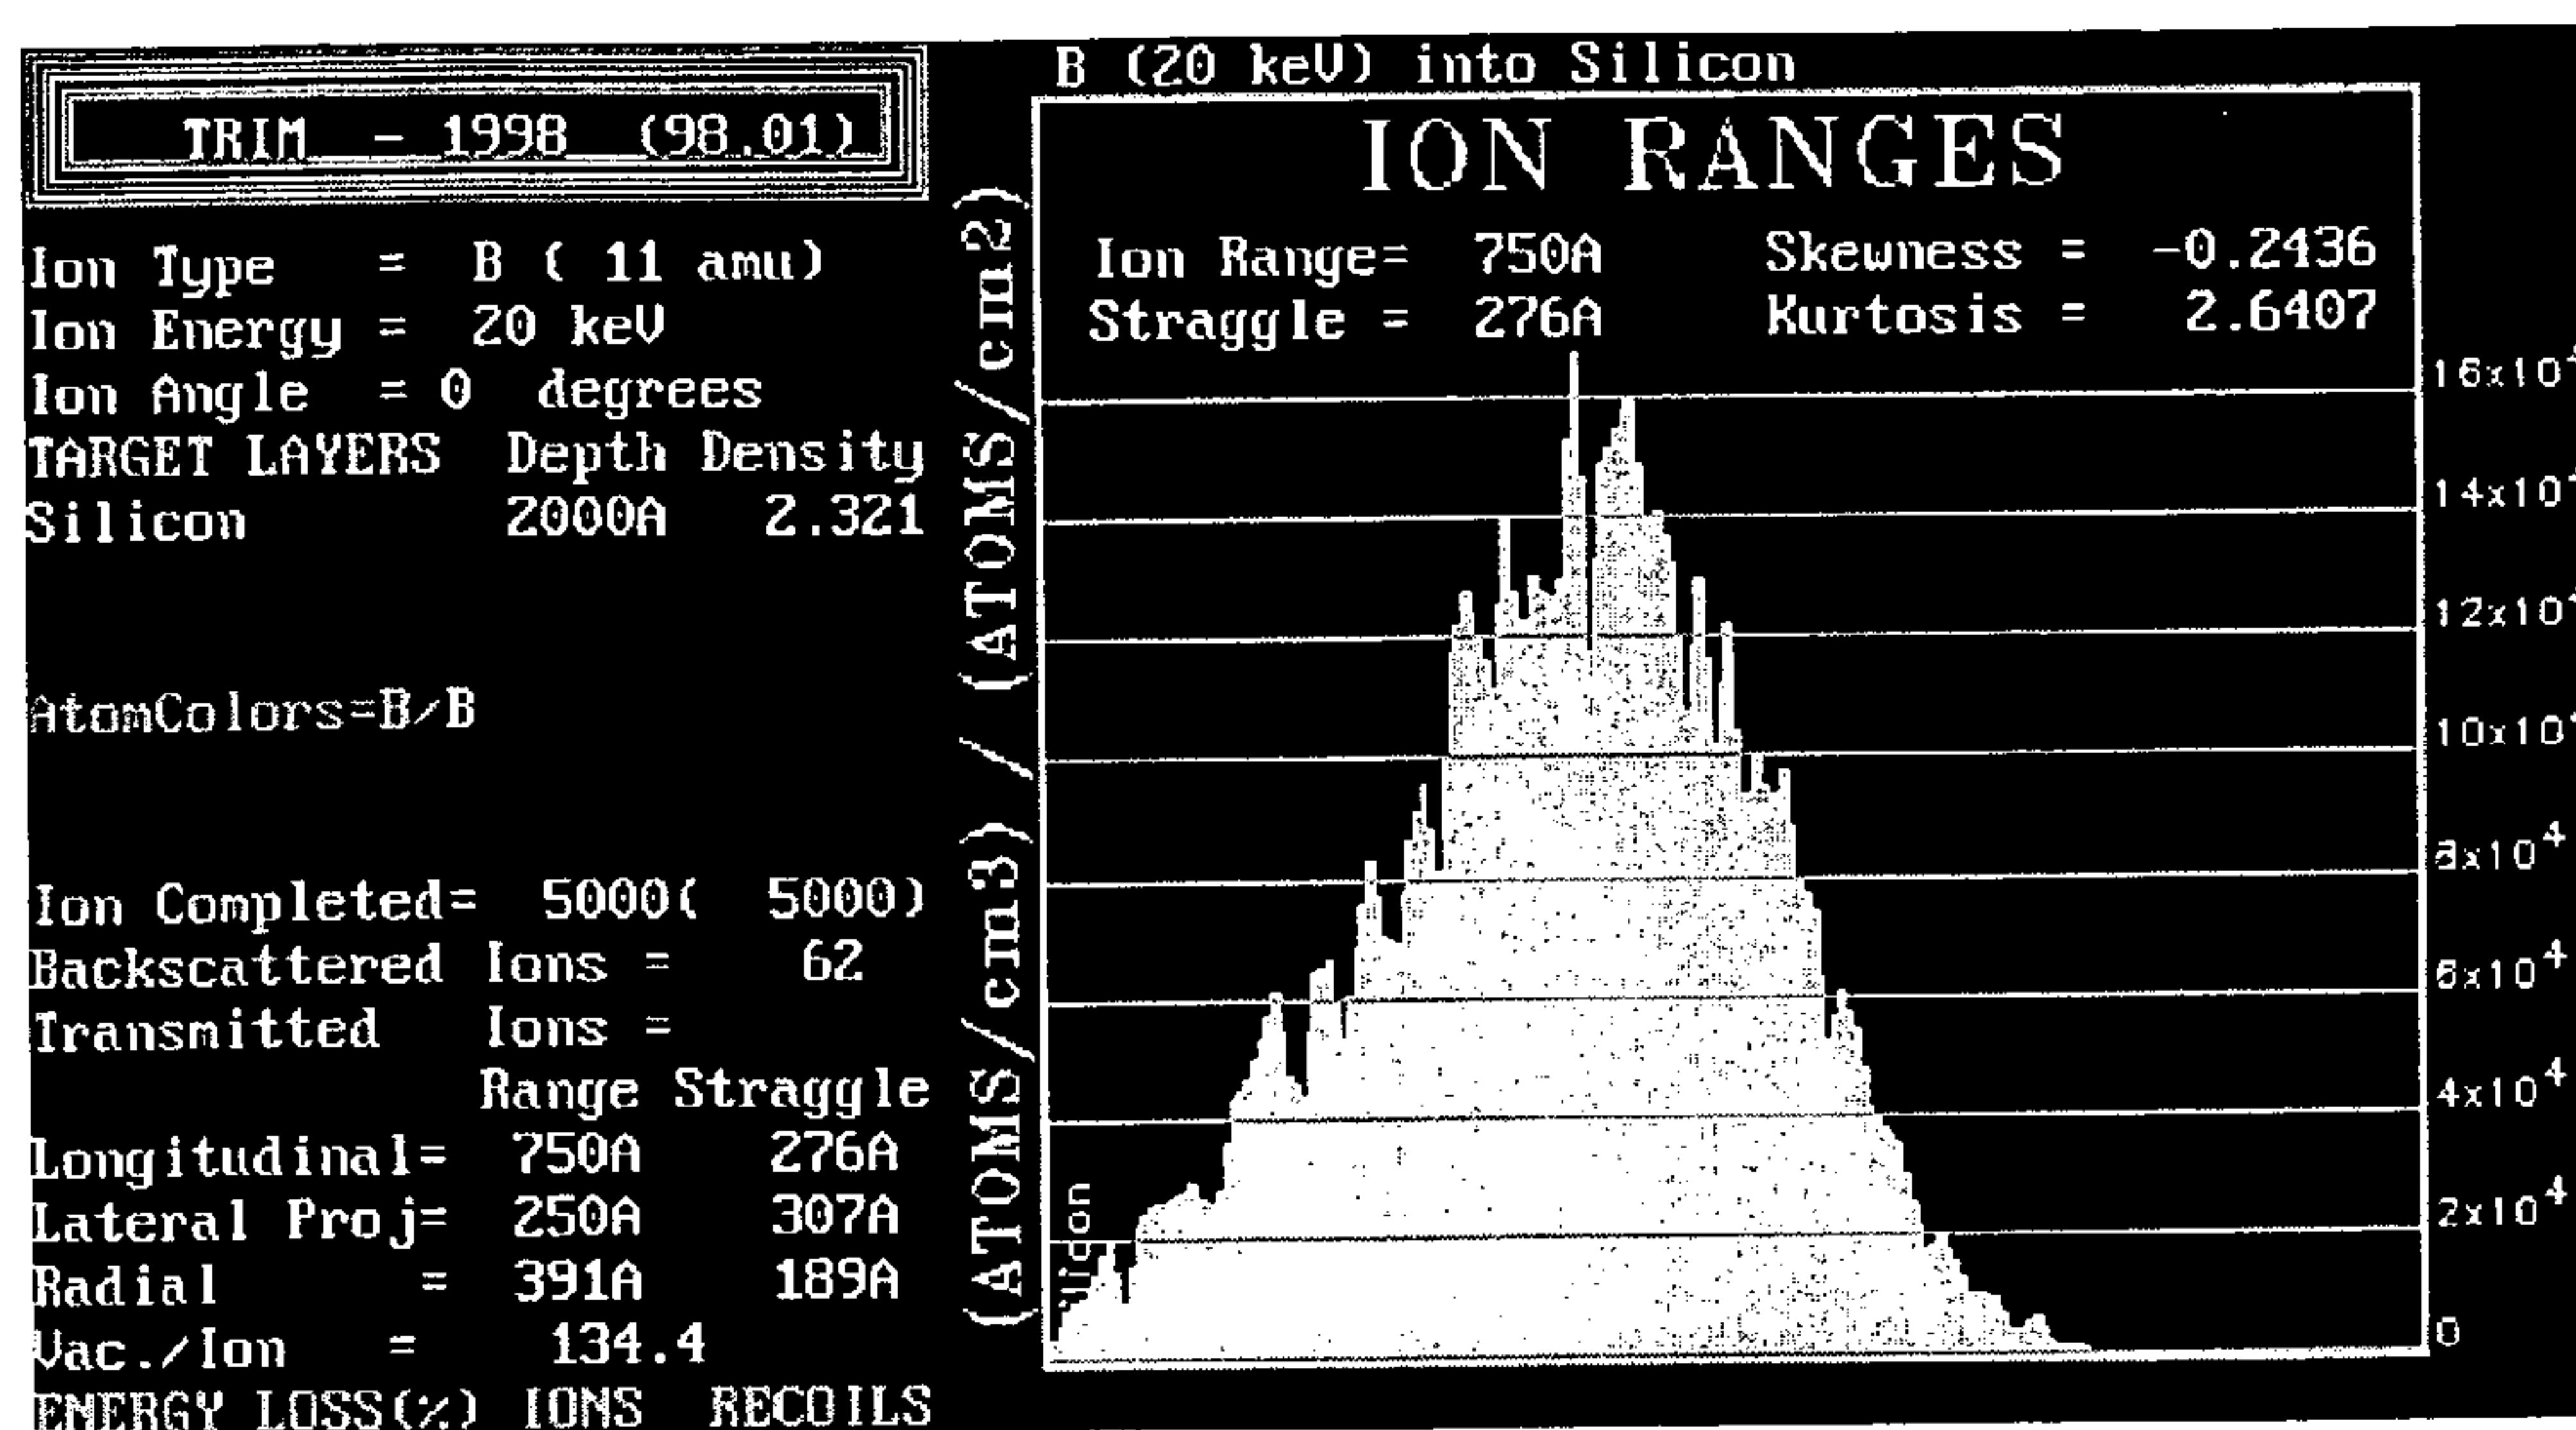 TRIM - 1998 (98.01)
Ion Type = B ( 11 amu)
Ion Energy = 20 keV
Ion Angle = 0 degrees
TARGET LAYERS Depth Density
Silicon 2000A 2.321
AtomColors=B/B
Ion Completed= 5000( 5000)
Backscattered Ions = 62
Transmitted Ions =
Range Straggle
Longitudinal= 750A 276A
Lateral Proj= 250A 307A
Radial = 391A 189A
Vac./Ion = 134.4
ENERGY LOSS(%) IONS RECOILS
B (20 keV) into Silicon
ION RANGES
Ion Range= 750A Skewness = -0.2436
Straggle = 276A Kurtosis = 2.6407
(ATOMS/cm3) / (ATOMS/cm2)
16x10
14x10
12x10
10x10
8x10⁴
6x10⁴
4x10⁴
2x10⁴
0